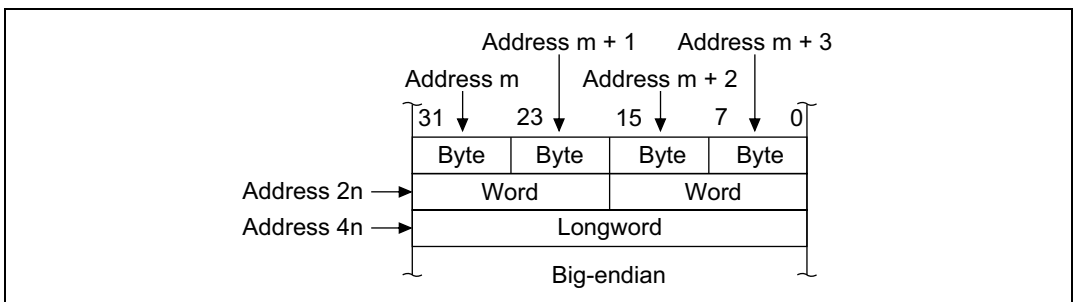 Address m + 1 Address m + 3
Address m Address m + 2
31 23 15 7 0
Byte Byte Byte Byte
Address 2n Word Word
Address 4n Longword
Big-endian